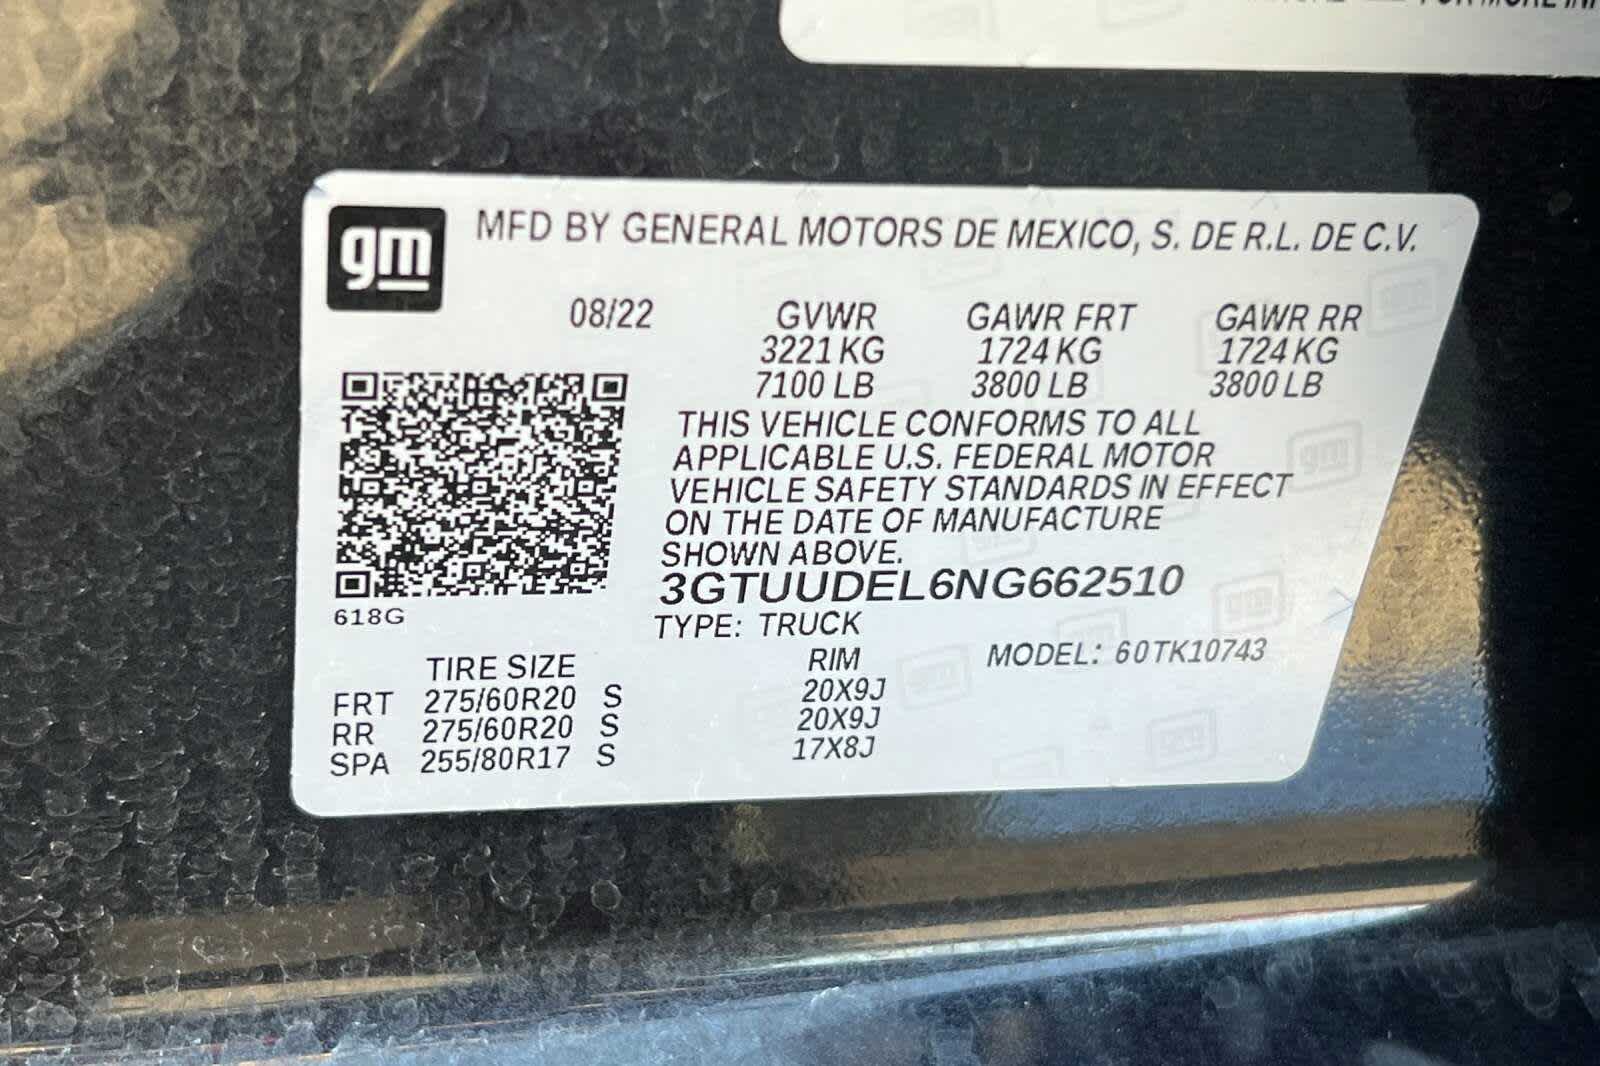 FOR MORE INF
gm
MFD BY GENERAL MOTORS DE MEXICO, S. DE R.L. DE C.V.
08/22 GVWR GAWR FRT GAWR RR
3221 KG 1724 KG 1724 KG
7100 LB 3800 LB 3800 LB
THIS VEHICLE CONFORMS TO ALL
APPLICABLE U.S. FEDERAL MOTOR
VEHICLE SAFETY STANDARDS IN EFFECT
ON THE DATE OF MANUFACTURE
SHOWN ABOVE.
3GTUUDEL6NG662510
618G
TYPE: TRUCK
TIRE SIZE RIM MODEL: 60TK10743
FRT 275/60R20 S 20X9J
RR 275/60R20 S 20X9J
SPA 255/80R17 S 17X8J